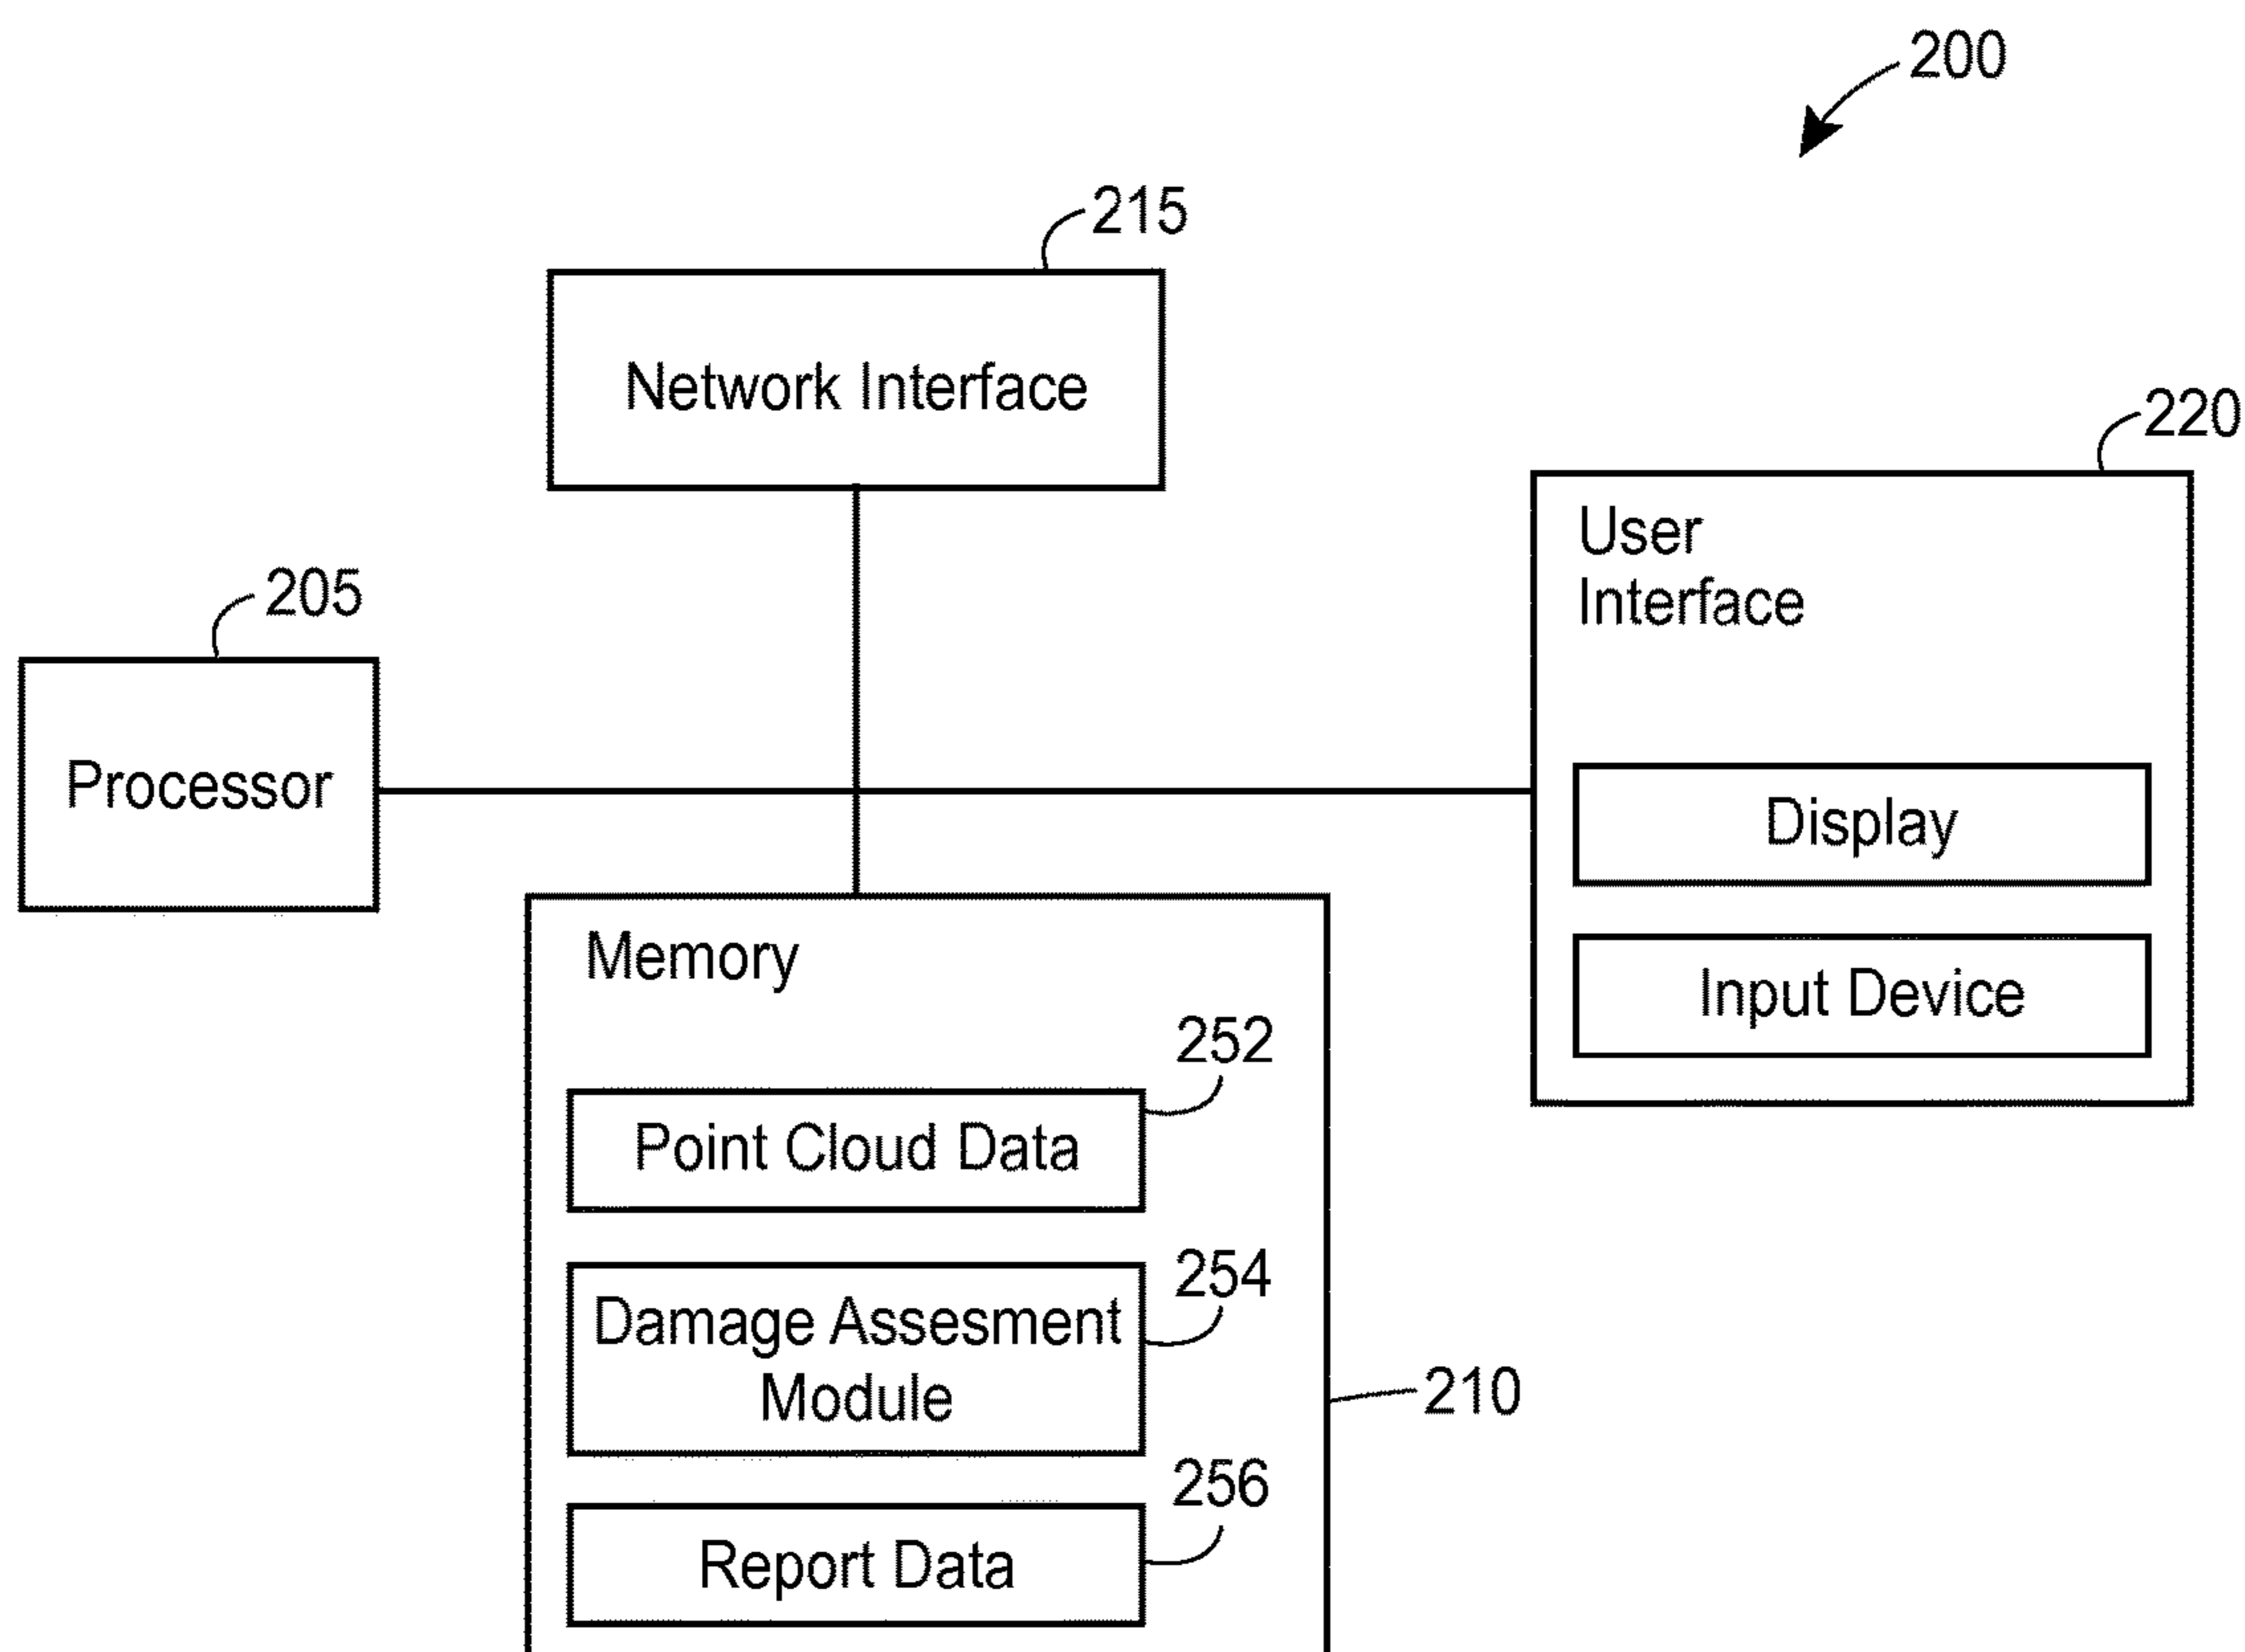 200
215
Network Interface
220
User
Interface
205
Processor
Display
Input Device
Memory
252
Point Cloud Data
254
Damage Assesment
Module
210
256
Report Data